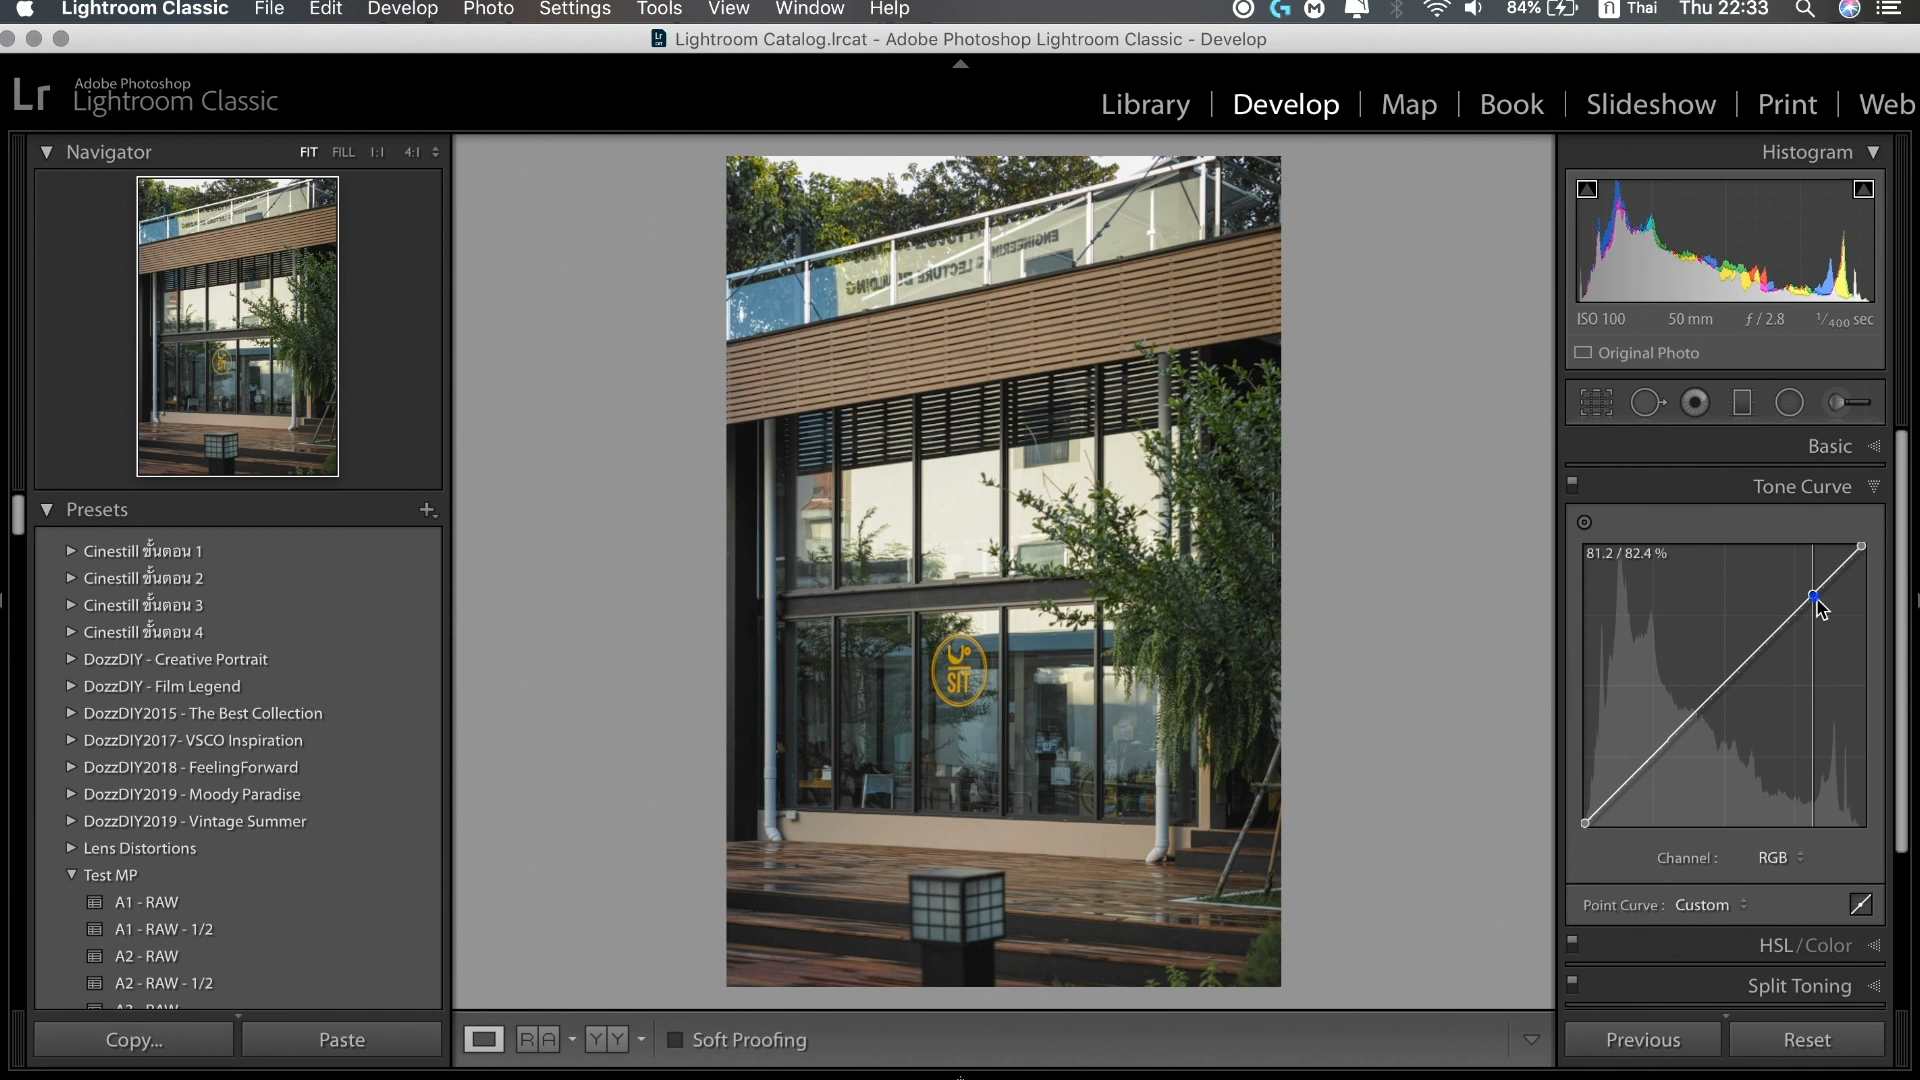 Lightroom Classic File Edit Develop Photo Settings Tools View Window Help 84% ก Thai Thu 22:33
Lightroom Catalog.lrcat - Adobe Photoshop Lightroom Classic - Develop
Lr Adobe Photoshop
Lightroom Classic
Library | Develop | Map | Book | Slideshow | Print | Web
Navigator FIT FILL 1:1 4:1
Presets
Cinestill ขั้นตอน 1
Cinestill ขั้นตอน 2
Cinestill ขั้นตอน 3
Cinestill ขั้นตอน 4
DozzDIY - Creative Portrait
DozzDIY - Film Legend
DozzDIY2015 - The Best Collection
DozzDIY2017- VSCO Inspiration
DozzDIY2018 - FeelingForward
DozzDIY2019 - Moody Paradise
DozzDIY2019 - Vintage Summer
Lens Distortions
Test MP
A1 - RAW
A1 - RAW - 1/2
A2 - RAW
A2 - RAW - 1/2
Copy...
Paste
SIT
Soft Proofing
Histogram
ISO 100 50 mm ƒ / 2.8 1/400 sec
Original Photo
Basic
Tone Curve
81.2 / 82.4 %
Channel : RGB
Point Curve : Custom
HSL / Color
Split Toning
Previous
Reset